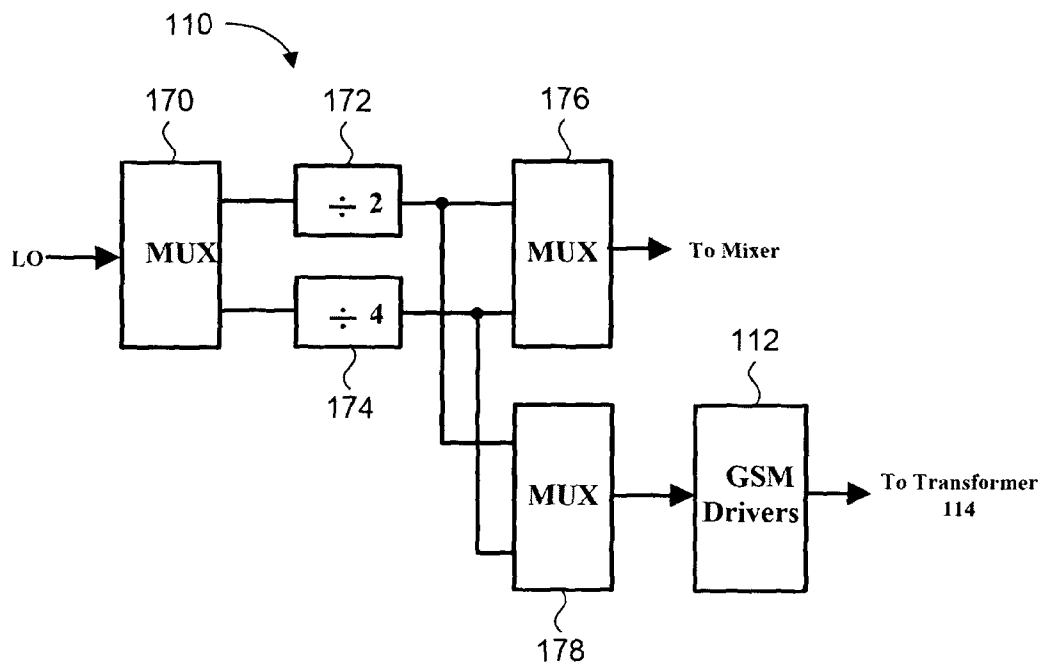 110
170
172
176
÷ 2
LO
MUX
MUX
To Mixer
÷ 4
174
112
MUX
GSM
Drivers
To Transformer
114
178